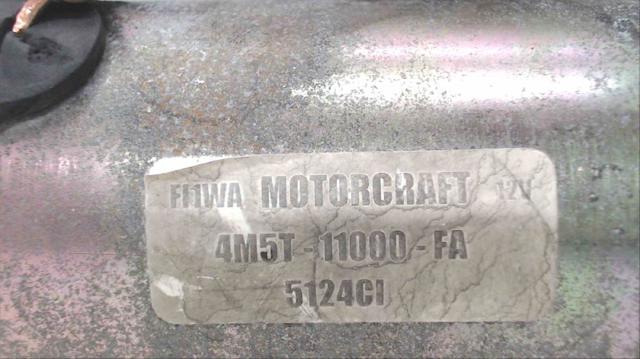 FI1WA MOTORCRAFT 12V
4M5T-11000-FA
5124CI